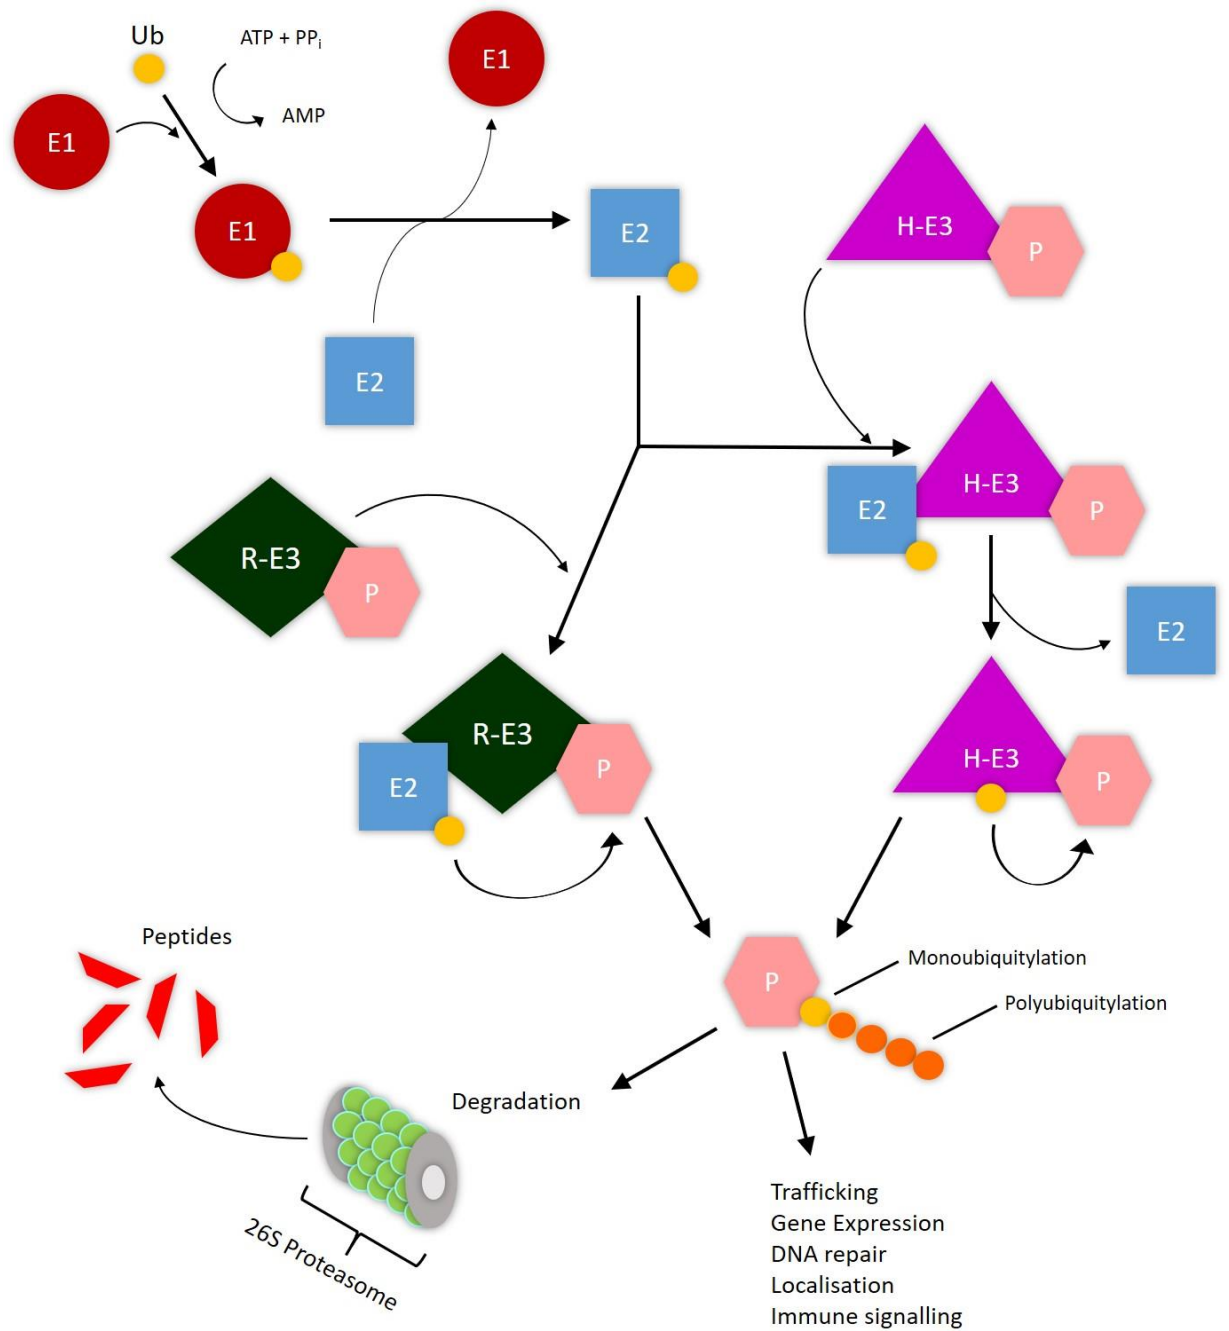 Ub
ATP + PPi
AMP
E1
E1
E1
E2
E2
H-E3
P
H-E3
E2
P
R-E3
P
E2
R-E3
E2
P
H-E3
P
Peptides
P
Monoubiquitylation
Polyubiquitylation
Degradation
26S Proteasome
Trafficking
Gene Expression
DNA repair
Localisation
Immune signalling